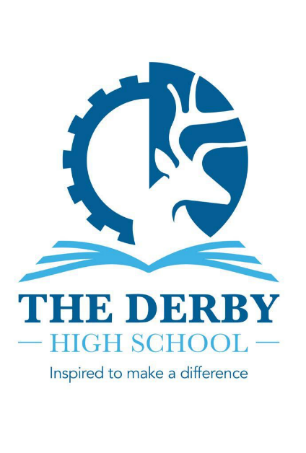 THE DERBY
HIGH SCHOOL
Inspired to make a difference